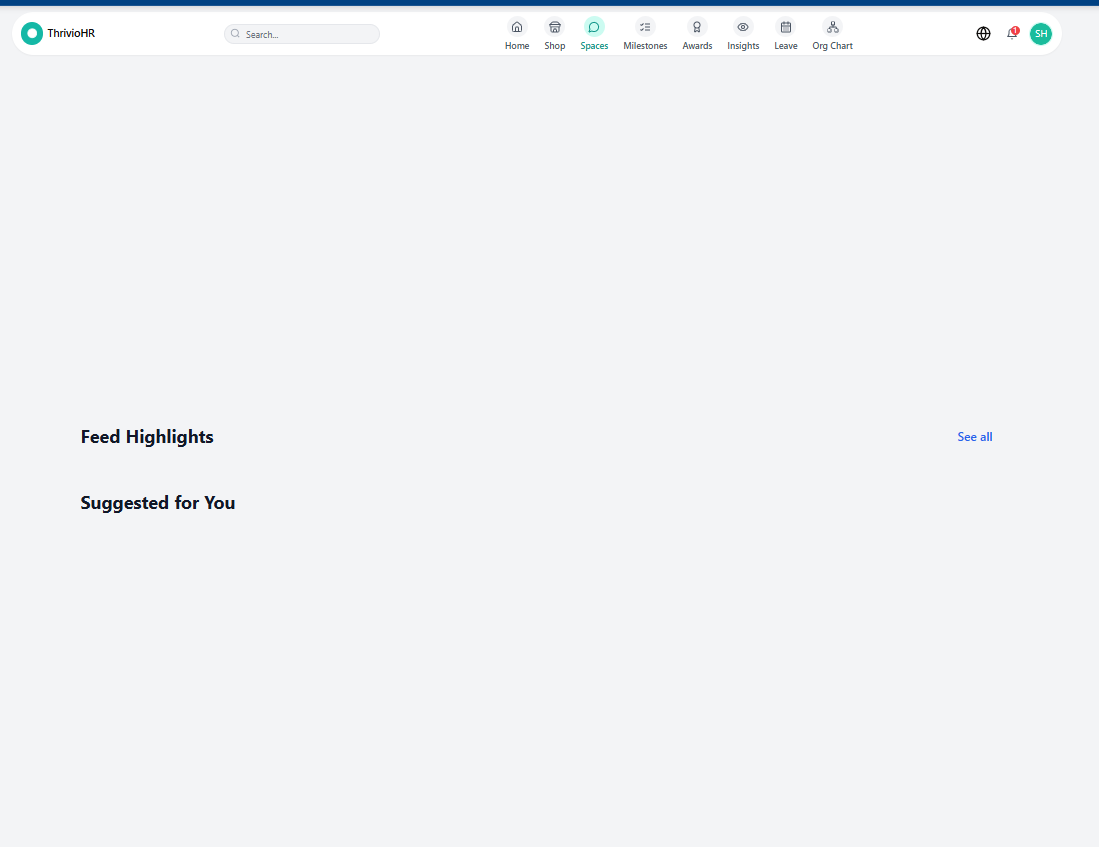 ThrivioHR
Search...
Home
Shop
Spaces
Milestones
Awards
Insights
Leave
Org Chart
1
SH
Feed Highlights
See all
Suggested for You